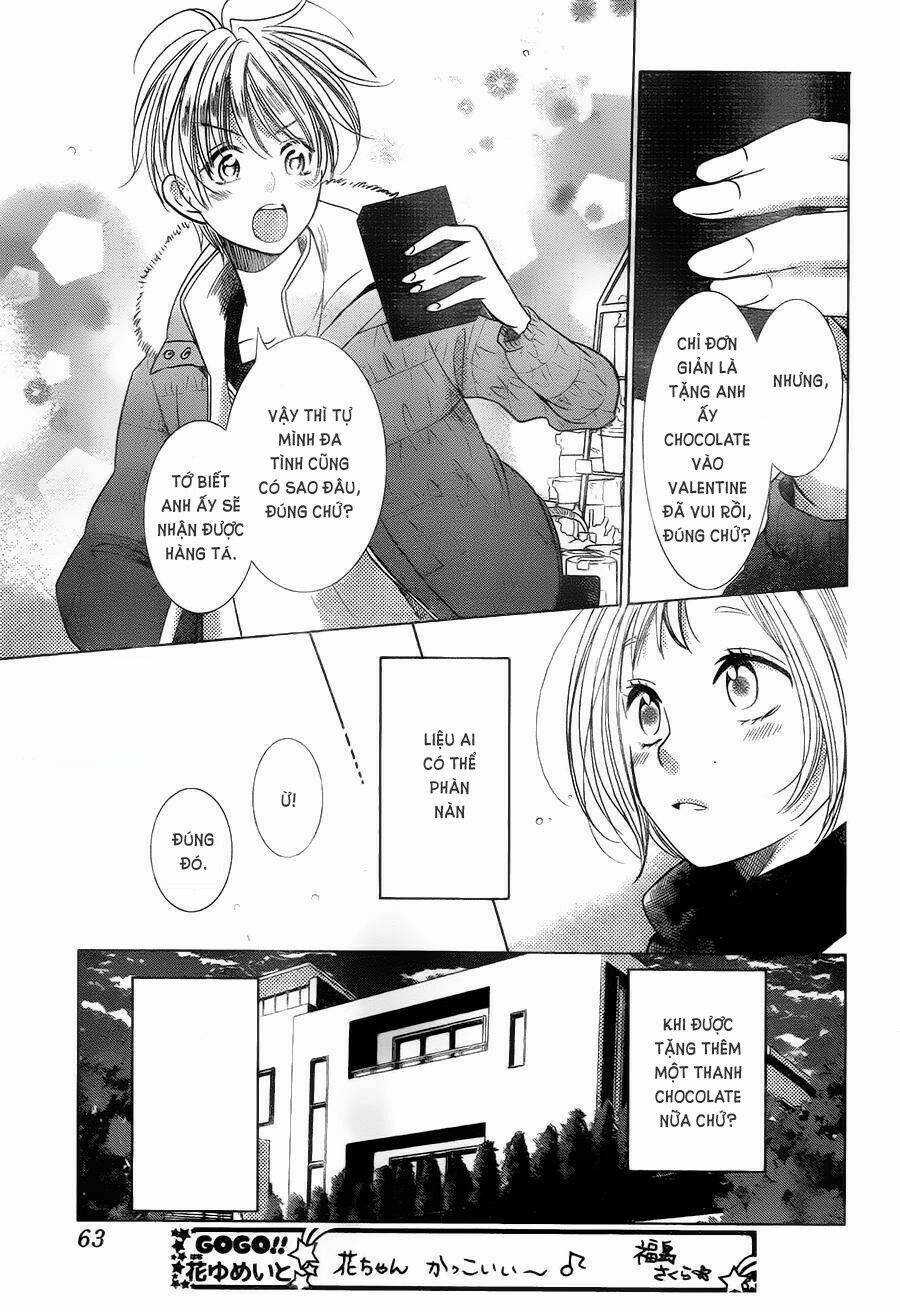 NHƯNG,
CHỈ ĐƠN
GIẢN LÀ
TẶNG ANH
ẤY
CHOCOLATE
VÀO
VALENTINE
ĐÃ VUI RỒI,
ĐÚNG CHỨ?
VẬY THÌ TỰ
MÌNH ĐA
TÌNH CŨNG
CÓ SAO ĐÂU,
ĐÚNG CHỨ?
TỚ BIẾT
ANH ẤY SẼ
NHẬN ĐƯỢC
HÀNG TÁ.
LIỆU AI
CÓ THỂ
PHÀN
NÀN
Ừ!
ĐÚNG
ĐÓ.
KHI ĐƯỢC
TẶNG THÊM
MỘT THANH
CHOCOLATE
NỮA CHỨ?
63
GOGO!!
花ゆめいと
はな
花ちゃん かっこいい〜♪
福島
さくら☆